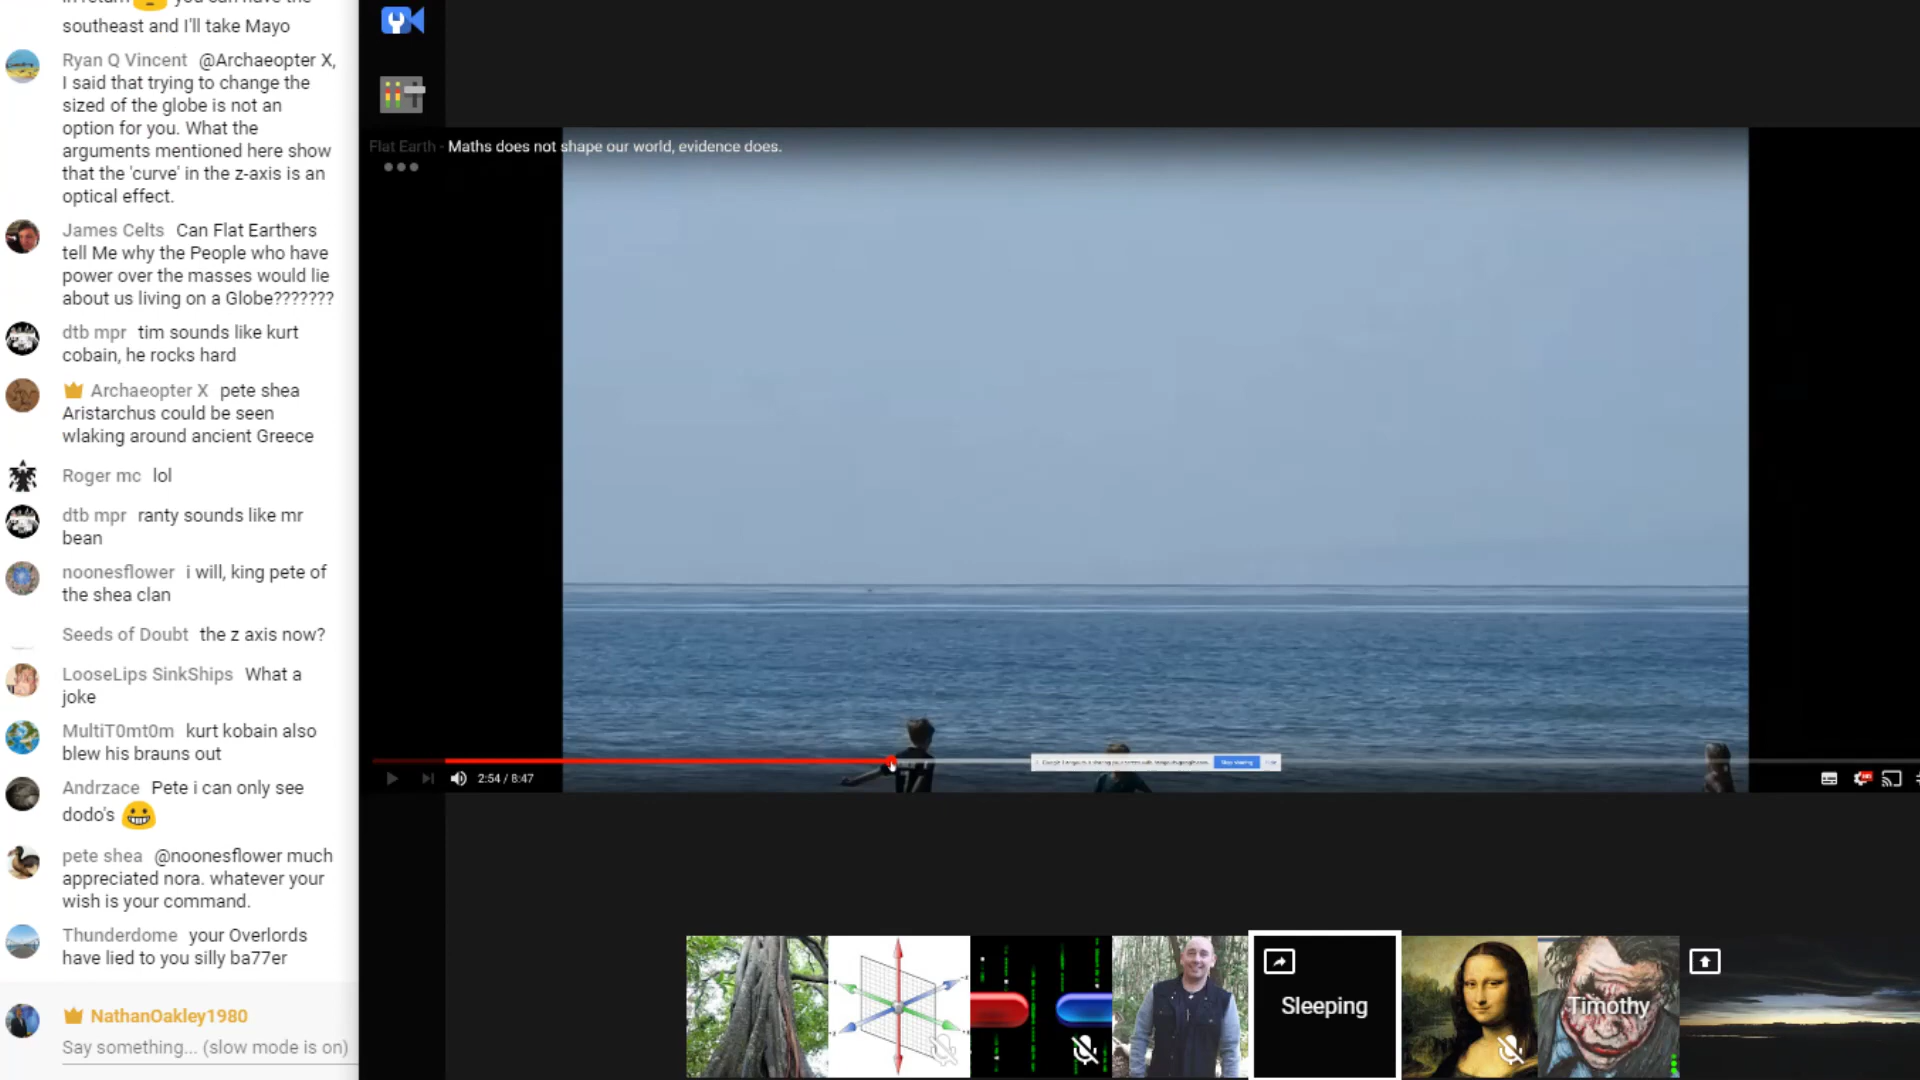 southeast and I'll take Mayo
Ryan Q Vincent @Archaeopter X,
I said that trying to change the
sized of the globe is not an
option for you. What the
arguments mentioned here show
that the 'curve' in the z-axis is an
optical effect.
James Celts Can Flat Earthers
tell Me why the People who have
power over the masses would lie
about us living on a Globe???????
dtb mpr tim sounds like kurt
cobain, he rocks hard
Archaeopter X pete shea
Aristarchus could be seen
wlaking around ancient Greece
Roger mc lol
dtb mpr ranty sounds like mr
bean
noonesflower i will, king pete of
the shea clan
Seeds of Doubt the z axis now?
LooseLips SinkShips What a
joke
MultiT0mt0m kurt kobain also
blew his brauns out
Andrzace Pete i can only see
dodo's
pete shea @noonesflower much
appreciated nora. whatever your
wish is your command.
Thunderdome your Overlords
have lied to you silly ba77er
NathanOakley1980
Say something... (slow mode is on)
Flat Earth - Maths does not shape our world, evidence does.
2:54 / 8:47
Stop sharing
Sleeping
Timothy